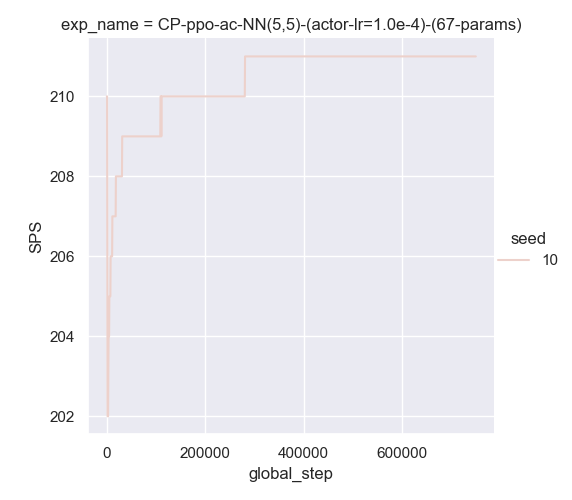 exp_name = CP-ppo-ac-NN(5,5)-(actor-lr=1.0e-4)-(67-params)
210
208
206
204
202
SPS
0 200000 400000 600000
global_step
seed
10